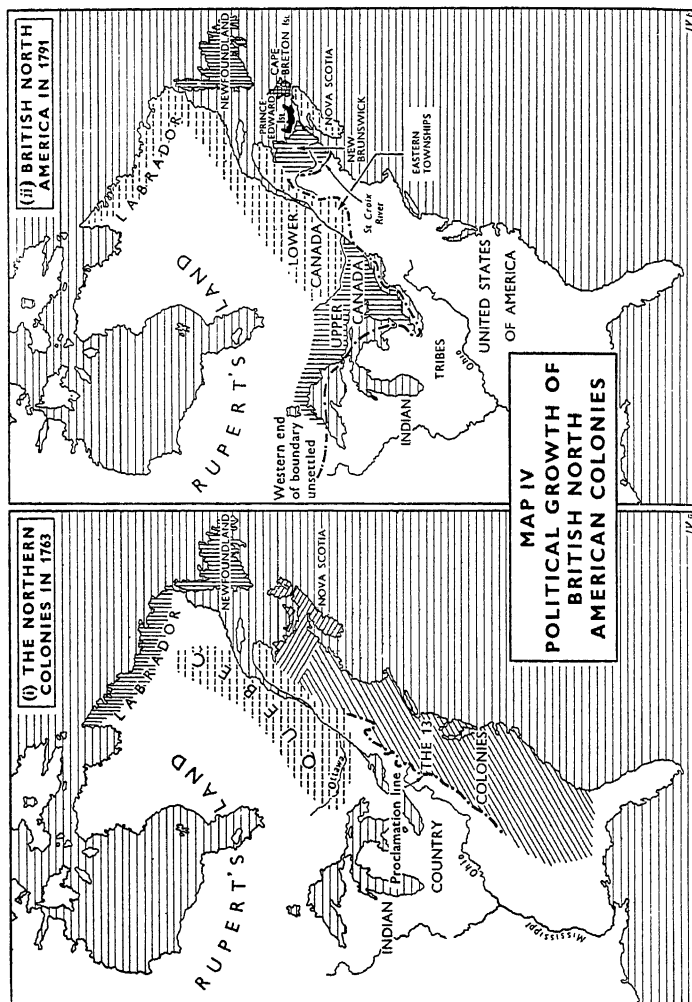 (i) THE NORTHERN
COLONIES IN 1763
LABRADOR
RUPERT'S
LAND
NEWFOUNDLAND
QUEBEC
NOVA SCOTIA
Ottawa
Proclamation line
THE 13
COLONIES
INDIAN
COUNTRY
Ohio
Mississippi
MAP IV
POLITICAL GROWTH OF
BRITISH NORTH
AMERICAN COLONIES
(ii) BRITISH NORTH
AMERICA IN 1791
LABRADOR
RUPERT'S
LAND
NEWFOUNDLAND
PRINCE
EDWARD
Isl.
CAPE
BRETON Isl.
NOVA SCOTIA
NEW
BRUNSWICK
LOWER
CANADA
EASTERN
TOWNSHIPS
St. Croix
River
UPPER
CANADA
Western end
of boundary
unsettled
INDIAN
TRIBES
Ohio
UNITED STATES
OF AMERICA